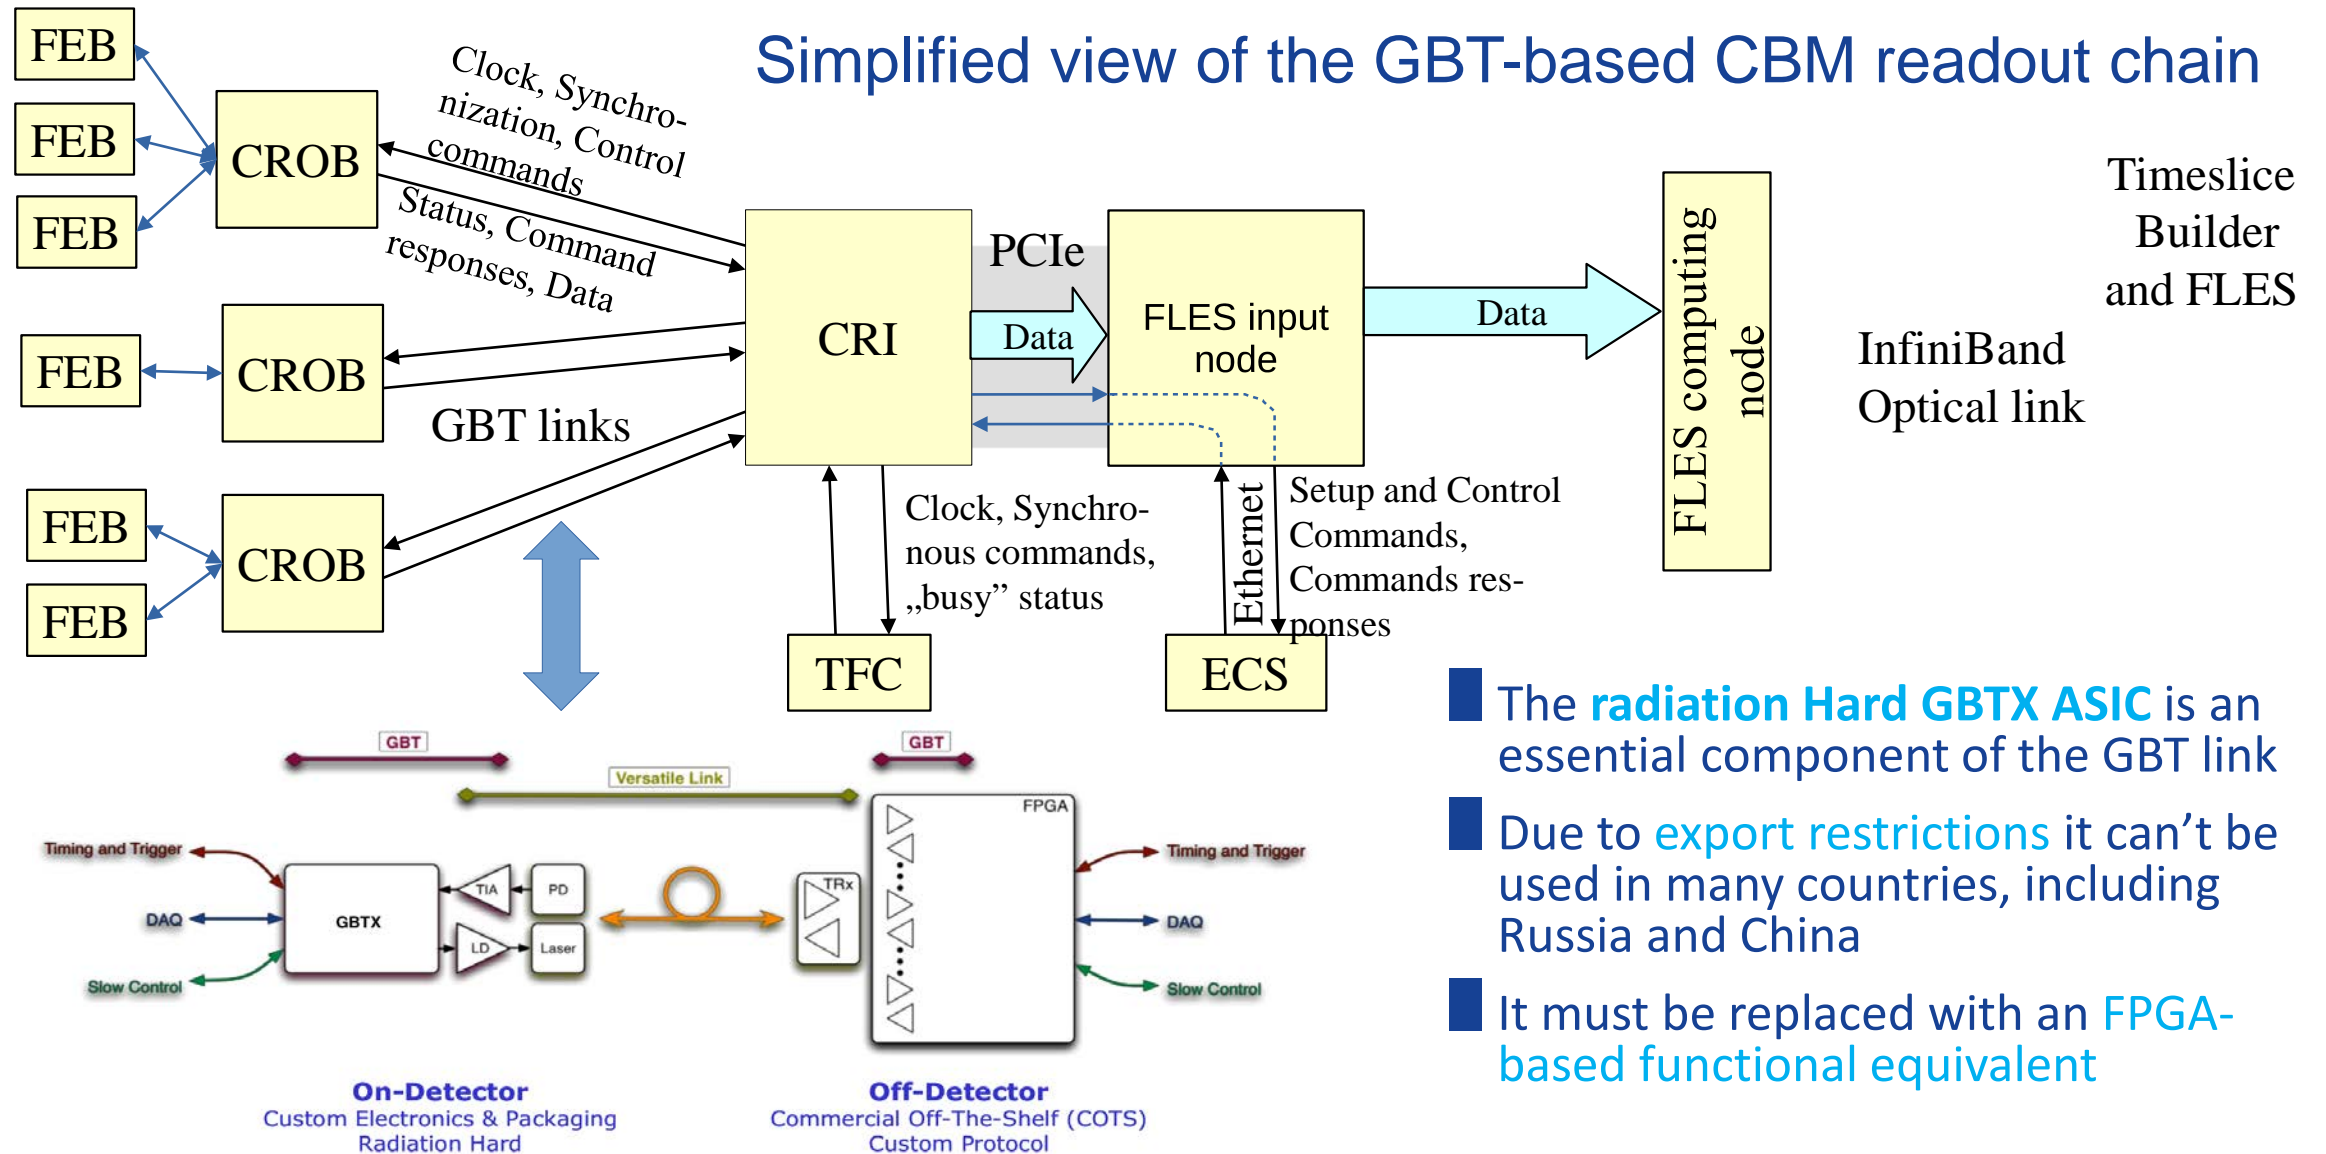 Simplified view of the GBT-based CBM readout chain
FEB
FEB
FEB
CROB
Clock, Synchro-
nization, Control
commands
Status, Command
responses, Data
FEB
CROB
GBT links
FEB
FEB
CROB
CRI
PCIe
Data
FLES input
node
Data
FLES computing
node
Timeslice
Builder
and FLES
InfiniBand
Optical link
Clock, Synchro-
nous commands,
„busy” status
Ethernet
Setup and Control
Commands,
Commands res-
ponses
TFC
ECS
GBT
Versatile Link
GBT
Timing and Trigger
DAQ
Slow Control
GBTX
TIA
PD
LD
Laser
TRx
FPGA
Timing and Trigger
DAQ
Slow Control
On-Detector
Custom Electronics & Packaging
Radiation Hard
Off-Detector
Commercial Off-The-Shelf (COTS)
Custom Protocol
The radiation Hard GBTX ASIC is an
essential component of the GBT link
Due to export restrictions it can’t be
used in many countries, including
Russia and China
It must be replaced with an FPGA-
based functional equivalent